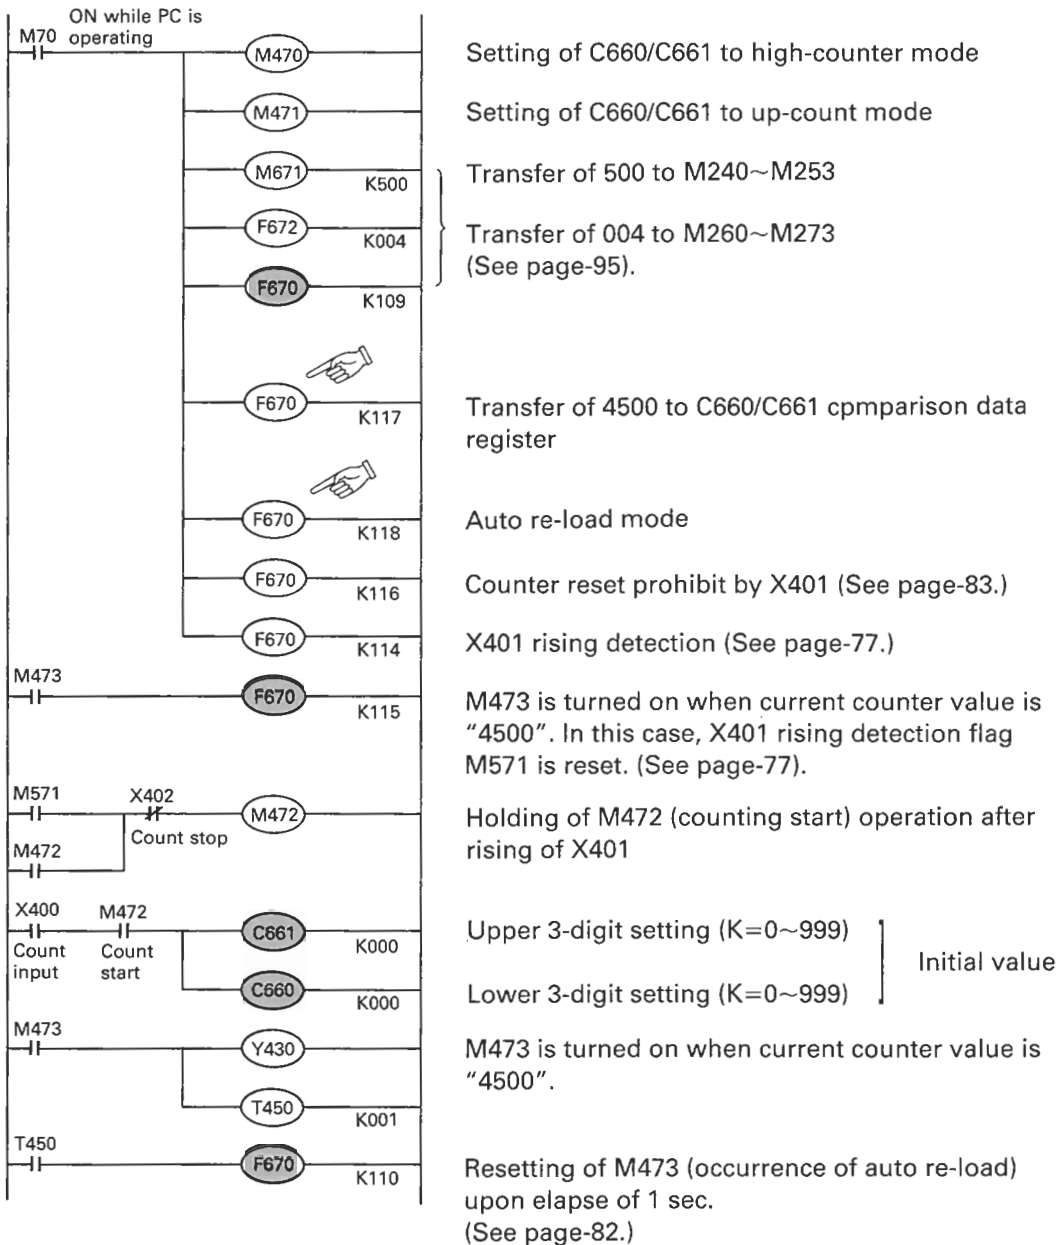 ON while PC is
M70 operating
M470
Setting of C660/C661 to high-counter mode
M471
Setting of C660/C661 to up-count mode
M671
K500
Transfer of 500 to M240~M253
F672
K004
Transfer of 004 to M260~M273
(See page-95).
F670
K109
F670
K117
Transfer of 4500 to C660/C661 cpmparison data
register
F670
K118
Auto re-load mode
F670
K116
Counter reset prohibit by X401 (See page-83.)
F670
K114
X401 rising detection (See page-77.)
M473
F670
K115
M473 is turned on when current counter value is
"4500". In this case, X401 rising detection flag
M571 is reset. (See page-77).
M571
X402
M472
Count stop
M472
Holding of M472 (counting start) operation after
rising of X401
X400
M472
Count
input
Count
start
C661
K000
Upper 3-digit setting (K=0~999)
Initial value
C660
K000
Lower 3-digit setting (K=0~999)
M473
Y430
M473 is turned on when current counter value is
"4500".
T450
K001
T450
F670
K110
Resetting of M473 (occurrence of auto re-load)
upon elapse of 1 sec.
(See page-82.)